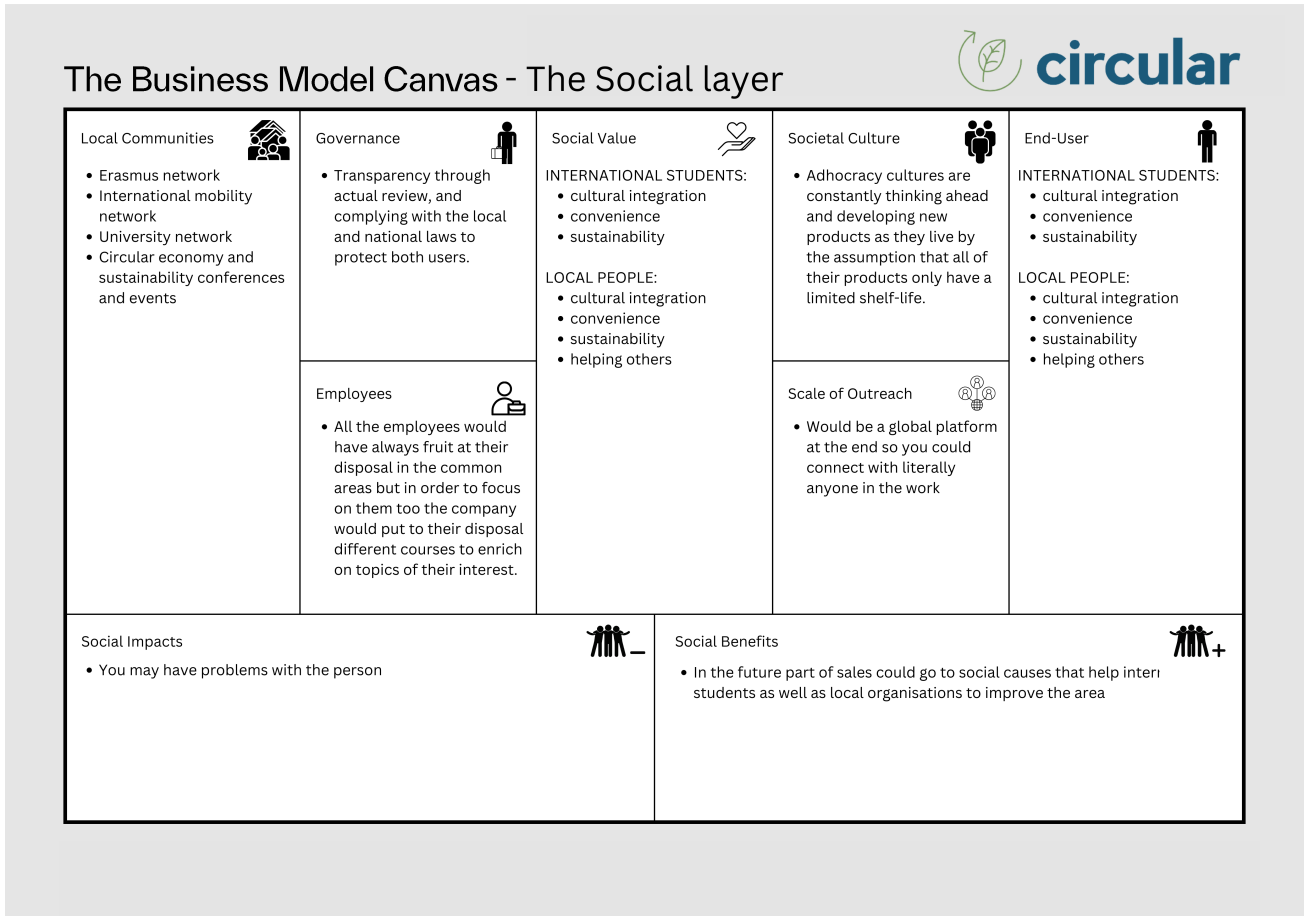 The Business Model Canvas - The Social layer
circular
Local Communities
• Erasmus network
• International mobility
network
• University network
• Circular economy and
sustainability conferences
and events
Governance
• Transparency through
actual review, and
complying with the local
and national laws to
protect both users.
Employees
• All the employees would
have always fruit at their
disposal in the common
areas but in order to focus
on them too the company
would put to their disposal
different courses to enrich
on topics of their interest.
Social Value
INTERNATIONAL STUDENTS:
• cultural integration
• convenience
• sustainability
LOCAL PEOPLE:
• cultural integration
• convenience
• sustainability
• helping others
Societal Culture
• Adhocracy cultures are
constantly thinking ahead
and developing new
products as they live by
the assumption that all of
their products only have a
limited shelf-life.
Scale of Outreach
• Would be a global platform
at the end so you could
connect with literally
anyone in the work
End-User
INTERNATIONAL STUDENTS:
• cultural integration
• convenience
• sustainability
LOCAL PEOPLE:
• cultural integration
• convenience
• sustainability
• helping others
Social Impacts
• You may have problems with the person
Social Benefits
• In the future part of sales could go to social causes that help
students as well as local organisations to improve the area